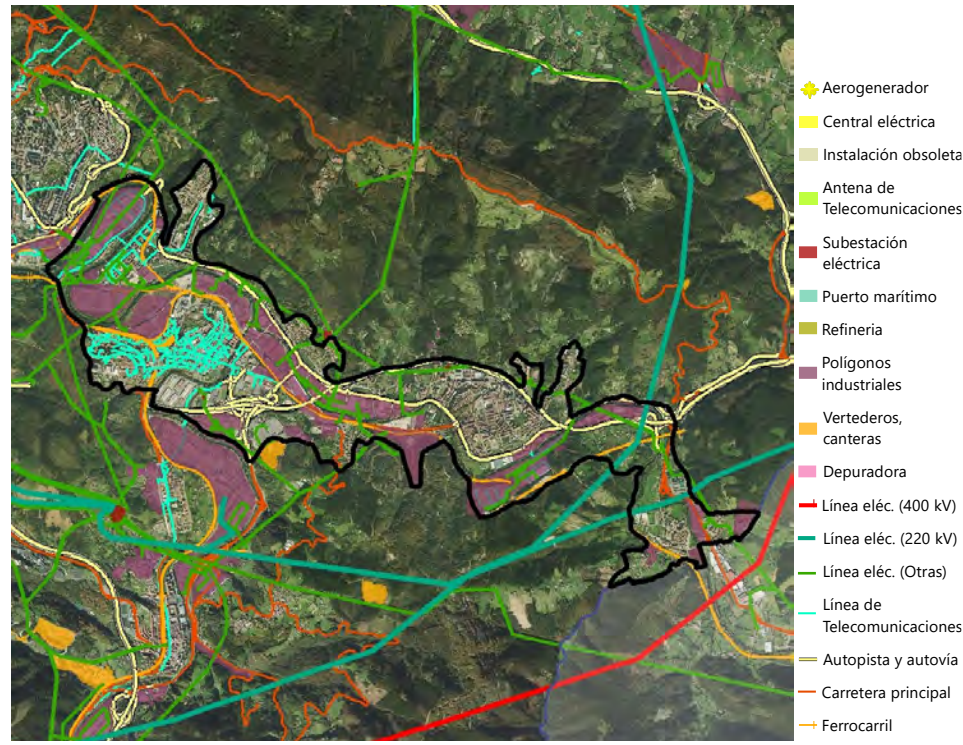 Aerogenerador
Central eléctrica
Instalación obsoleta
Antena de
Telecomunicaciones
Subestación
eléctrica
Puerto marítimo
Refineria
Polígonos
industriales
Vertederos,
canteras
Depuradora
Línea eléc. (400 kV)
Línea eléc. (220 kV)
Línea eléc. (Otras)
Línea de
Telecomunicaciones
Autopista y autovía
Carretera principal
Ferrocarril